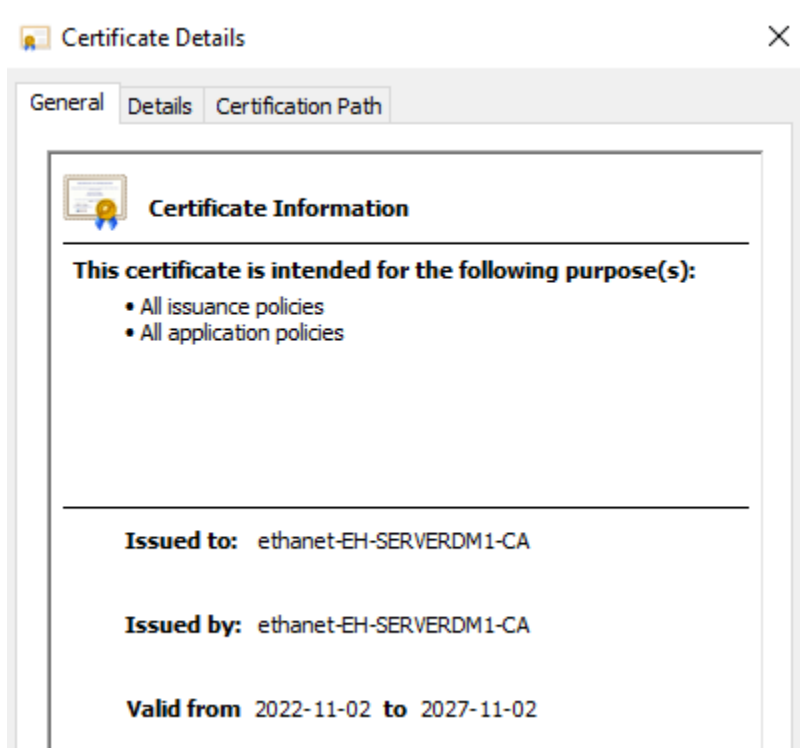 Certificate Details
General Details Certification Path
Certificate Information
This certificate is intended for the following purpose(s):
• All issuance policies
• All application policies
Issued to: ethanet-EH-SERVERDM1-CA
Issued by: ethanet-EH-SERVERDM1-CA
Valid from 2022-11-02 to 2027-11-02